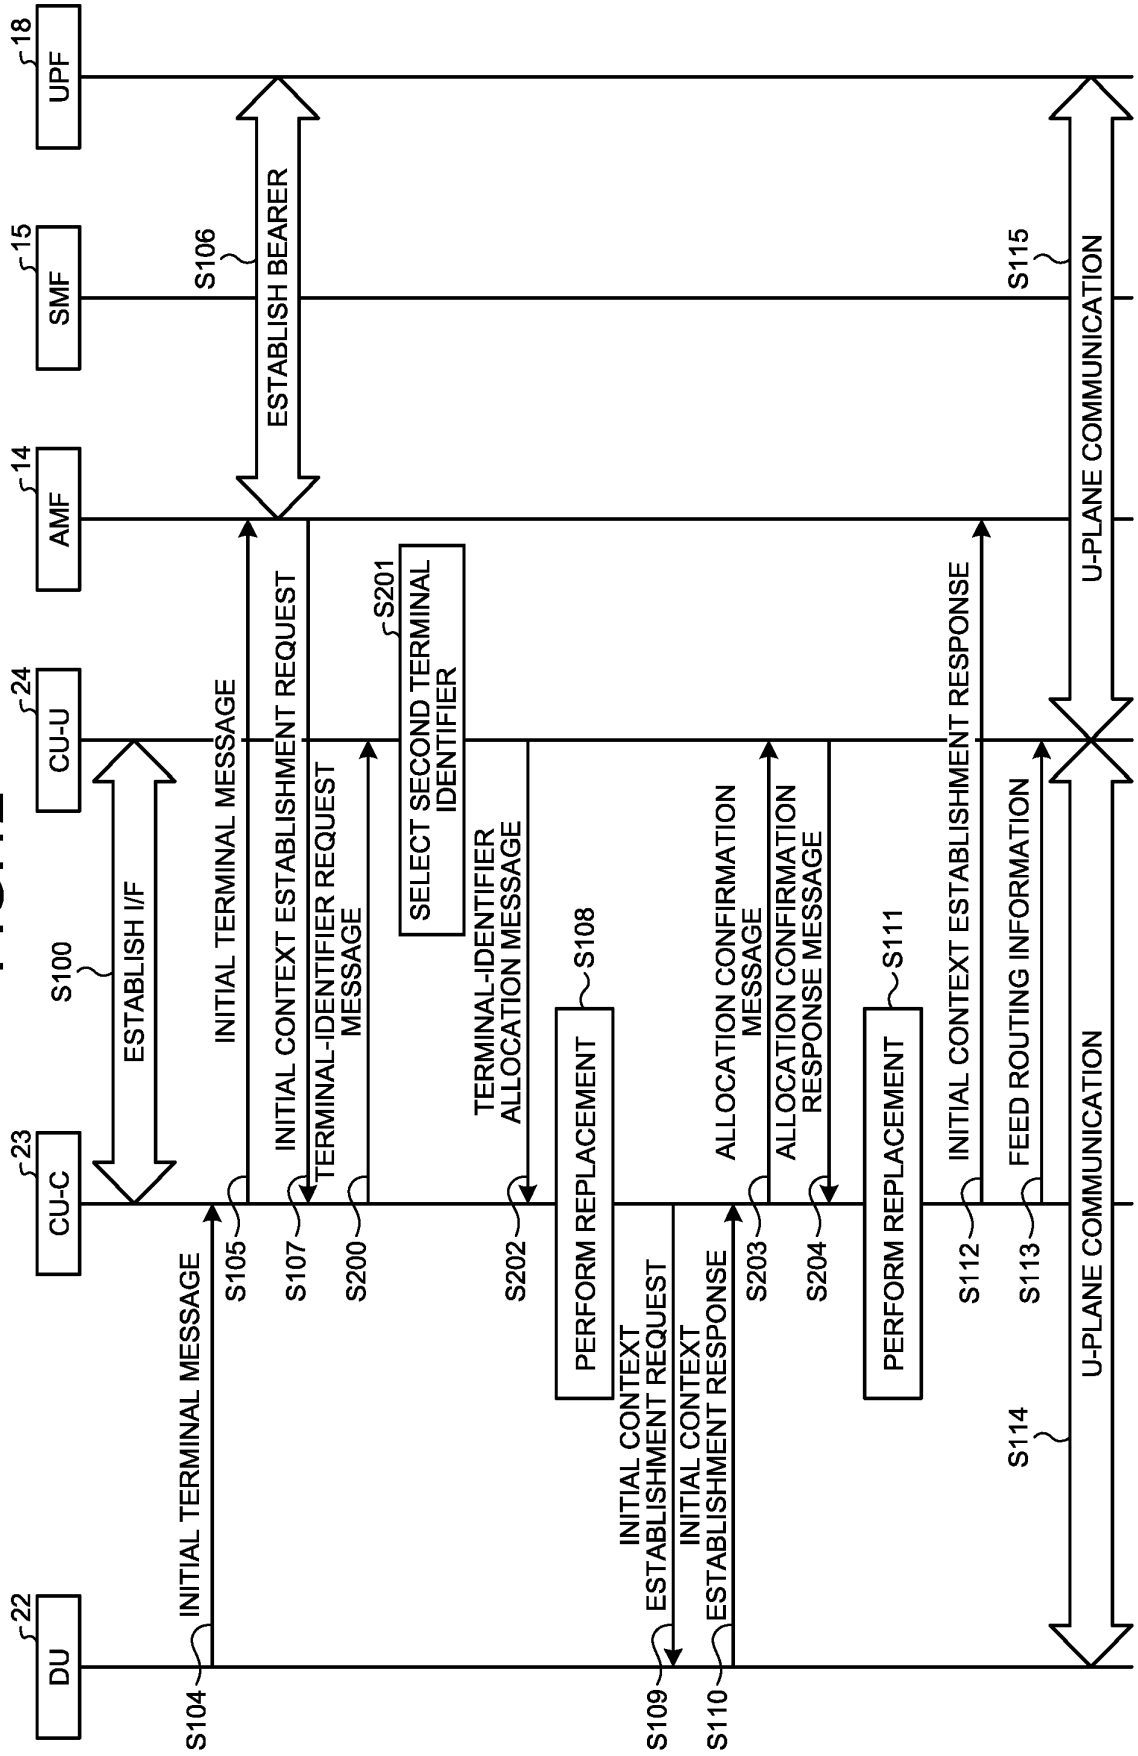 DU
22
CU-C
23
CU-U
24
AMF
14
SMF
15
UPF
18
S100
ESTABLISH I/F
S104
INITIAL TERMINAL MESSAGE
S105
INITIAL TERMINAL MESSAGE
S106
ESTABLISH BEARER
S107
INITIAL CONTEXT ESTABLISHMENT REQUEST
S200
TERMINAL-IDENTIFIER REQUEST
MESSAGE
S201
SELECT SECOND TERMINAL
IDENTIFIER
S202
TERMINAL-IDENTIFIER
ALLOCATION MESSAGE
S108
PERFORM REPLACEMENT
S109
INITIAL CONTEXT
ESTABLISHMENT REQUEST
S110
INITIAL CONTEXT
ESTABLISHMENT RESPONSE
S203
ALLOCATION CONFIRMATION
MESSAGE
S204
ALLOCATION CONFIRMATION
RESPONSE MESSAGE
S111
PERFORM REPLACEMENT
S112
INITIAL CONTEXT ESTABLISHMENT RESPONSE
S113
FEED ROUTING INFORMATION
S114
U-PLANE COMMUNICATION
S115
U-PLANE COMMUNICATION